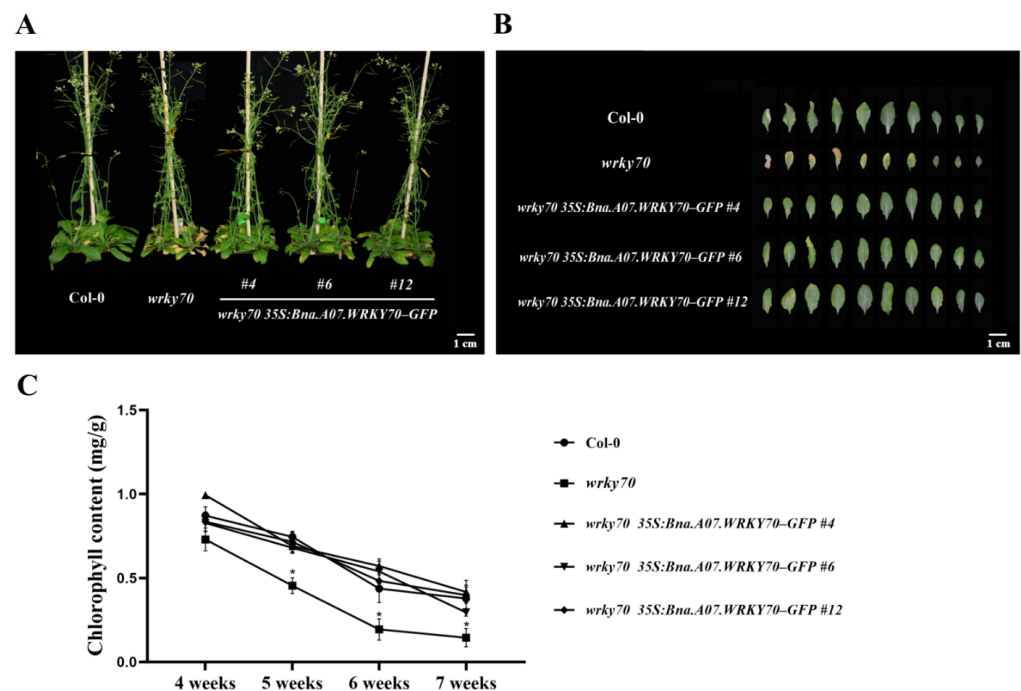 A
Col-0
wrky70
#4
#6
#12
wrky70 35S:Bna.A07.WRKY70–GFP
1 cm
B
Col-0
wrky70
wrky70 35S:Bna.A07.WRKY70–GFP #4
wrky70 35S:Bna.A07.WRKY70–GFP #6
wrky70 35S:Bna.A07.WRKY70–GFP #12
1 cm
C
Chlorophyll content (mg/g)
1.5
1.0
0.5
0.0
*
*
*
4 weeks
5 weeks
6 weeks
7 weeks
Col-0
wrky70
wrky70 35S:Bna.A07.WRKY70–GFP #4
wrky70 35S:Bna.A07.WRKY70–GFP #6
wrky70 35S:Bna.A07.WRKY70–GFP #12